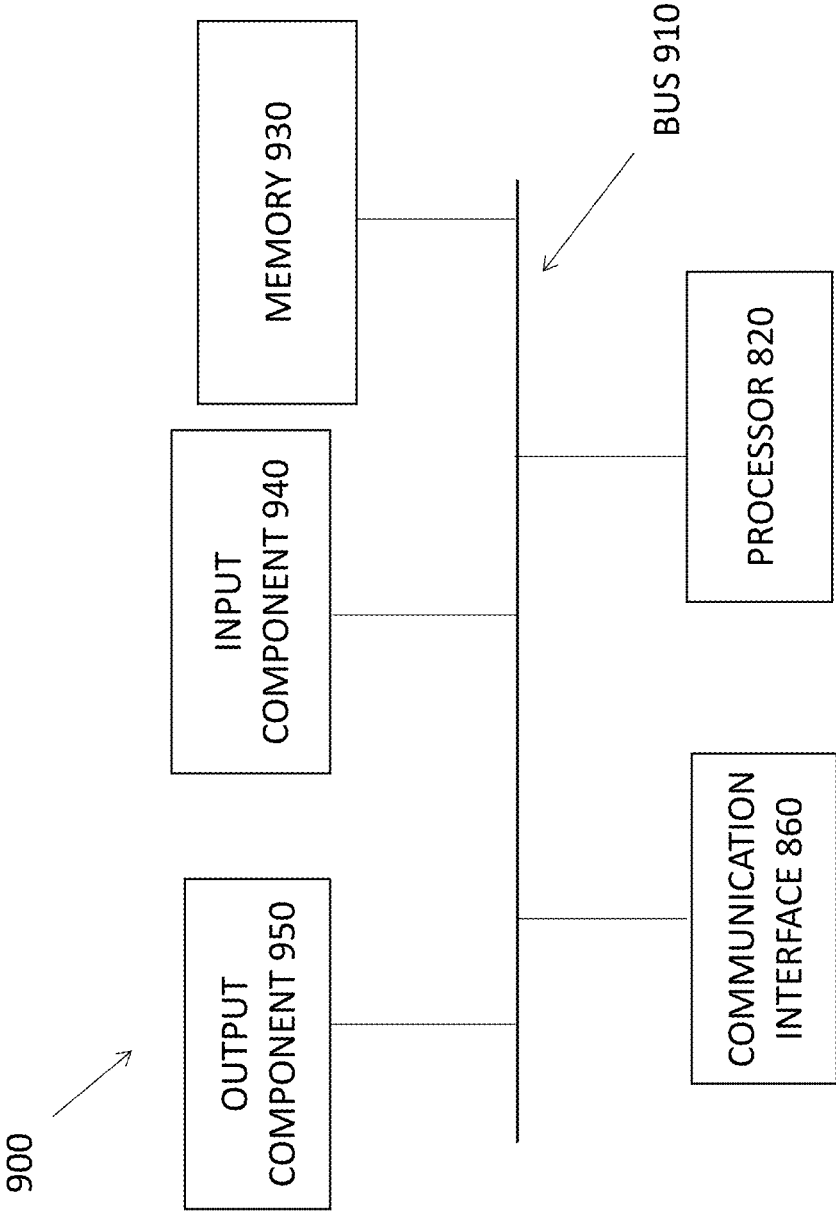 900
OUTPUT
COMPONENT 950
INPUT
COMPONENT 940
MEMORY 930
BUS 910
COMMUNICATION
INTERFACE 860
PROCESSOR 820